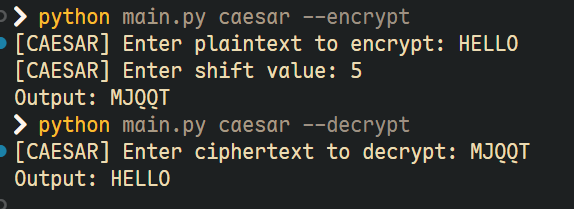 ❯ python main.py caesar --encrypt
[CAESAR] Enter plaintext to encrypt: HELLO
[CAESAR] Enter shift value: 5
Output: MJQQT
❯ python main.py caesar --decrypt
[CAESAR] Enter ciphertext to decrypt: MJQQT
Output: HELLO